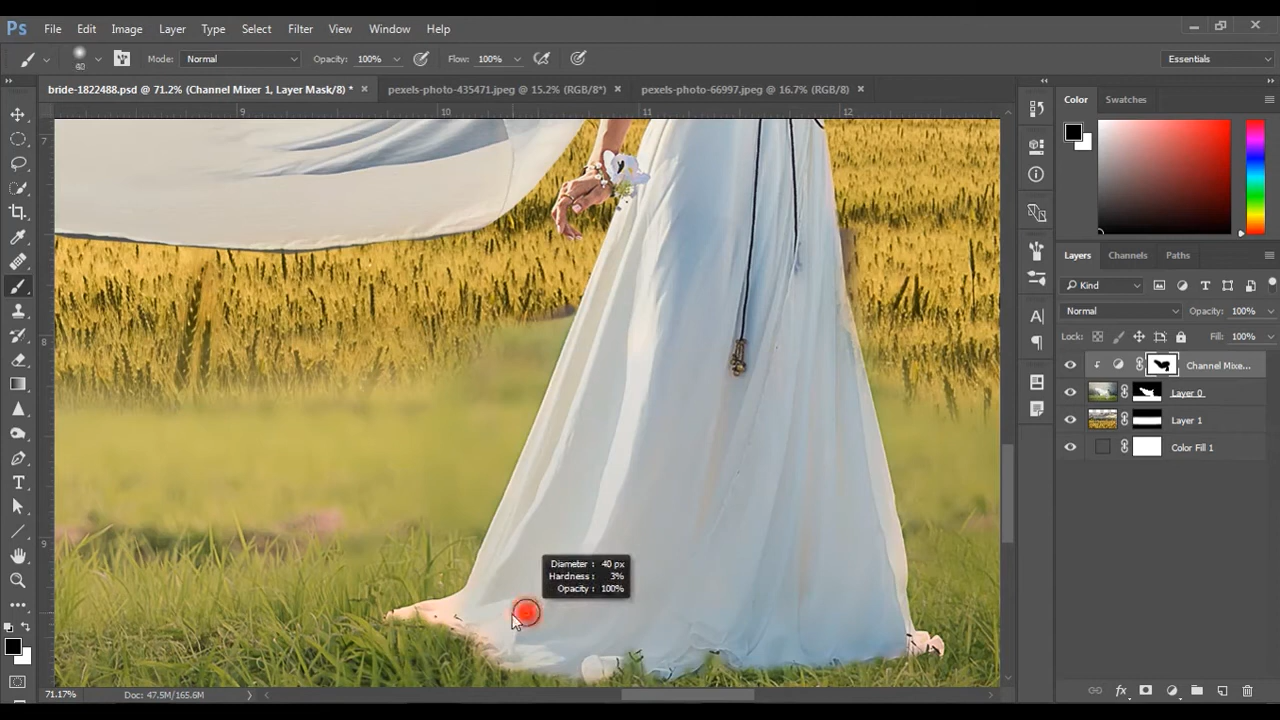 Ps File Edit Image Layer Type Select Filter View Window Help
40 Mode: Normal Opacity: 100% Flow: 100% Essentials
bride-1822488.psd @ 71.2% (Channel Mixer 1, Layer Mask/8) * × pexels-photo-435471.jpeg @ 15.2% (RGB/8*) × pexels-photo-66997.jpeg @ 16.7% (RGB/8) ×
Color Swatches
9 10 11 12
7
8
9
Layers Channels Paths
Kind
Normal Opacity: 100%
Lock: Fill: 100%
Channel Mixe...
Layer 0
Layer 1
Color Fill 1
Diameter : 40 px
Hardness : 3%
Opacity : 100%
71.17% Doc: 47.5M/165.6M